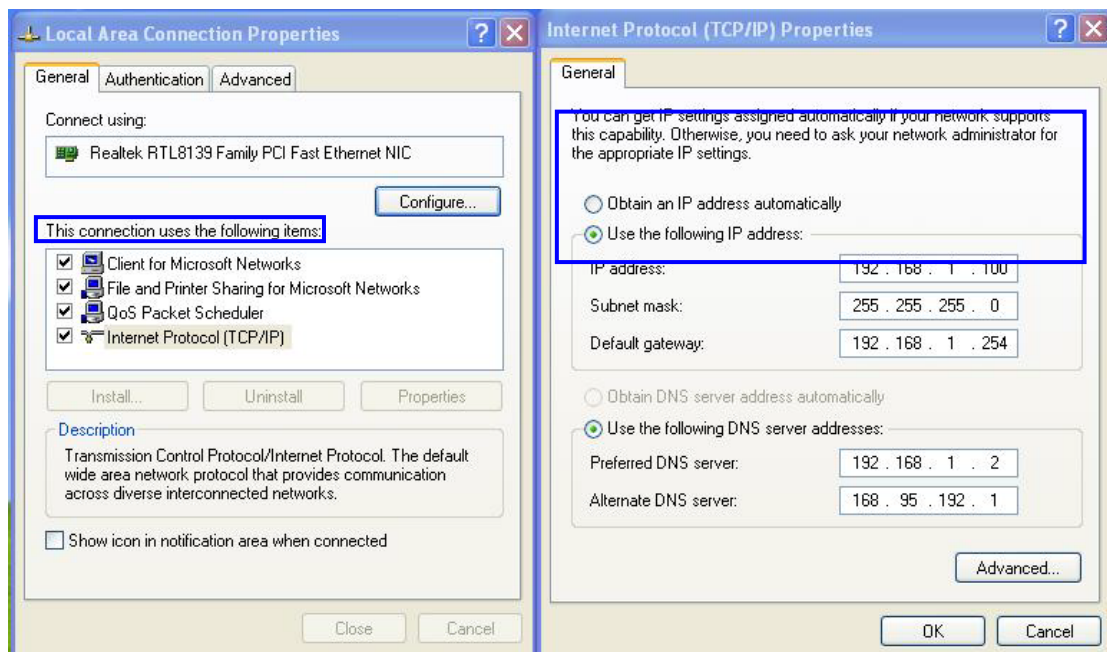 Local Area Connection Properties
General Authentication Advanced
Connect using:
Realtek RTL8139 Family PCI Fast Ethernet NIC
Configure...
This connection uses the following items:
Client for Microsoft Networks
File and Printer Sharing for Microsoft Networks
QoS Packet Scheduler
Internet Protocol (TCP/IP)
Install... Uninstall Properties
Description
Transmission Control Protocol/Internet Protocol. The default
wide area network protocol that provides communication
across diverse interconnected networks.
Show icon in notification area when connected
Close Cancel
Internet Protocol (TCP/IP) Properties
General
You can get IP settings assigned automatically if your network supports
this capability. Otherwise, you need to ask your network administrator for
the appropriate IP settings.
Obtain an IP address automatically
Use the following IP address:
IP address: 192 . 168 . 1 . 100
Subnet mask: 255 . 255 . 255 . 0
Default gateway: 192 . 168 . 1 . 254
Obtain DNS server address automatically
Use the following DNS server addresses:
Preferred DNS server: 192 . 168 . 1 . 2
Alternate DNS server: 168 . 95 . 192 . 1
Advanced...
OK Cancel